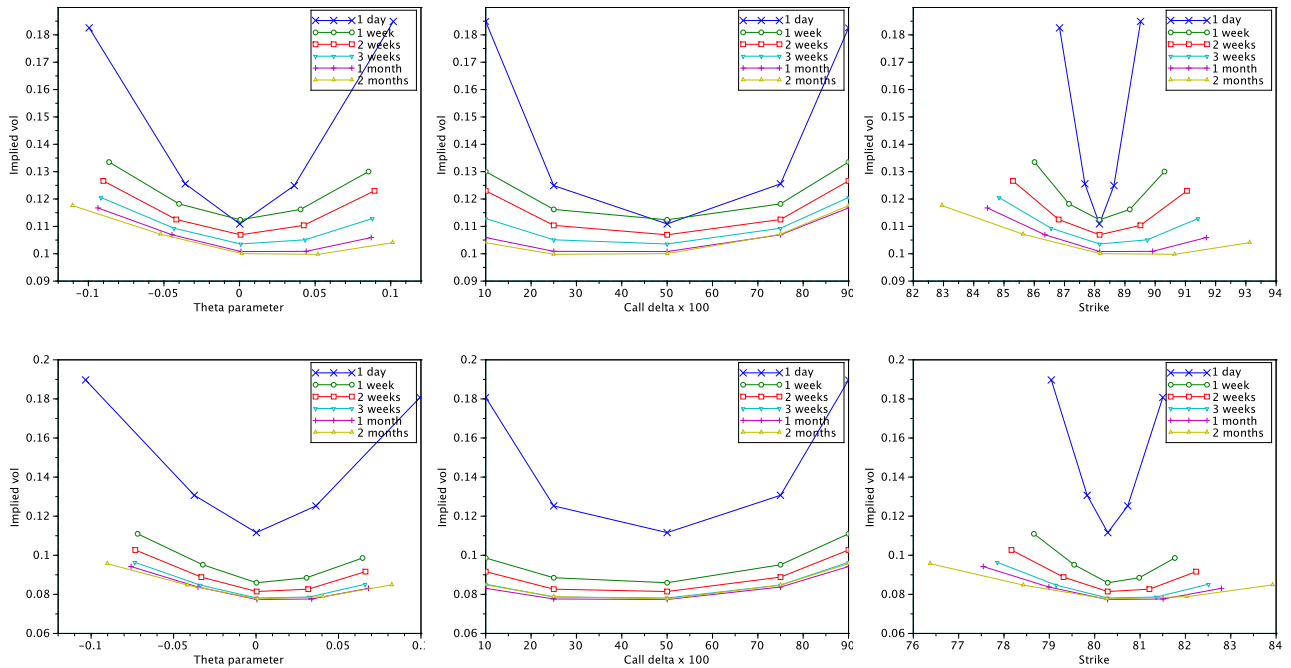 Implied vol
0.18
0.17
0.16
0.15
0.14
0.13
0.12
0.11
0.1
0.09
1 day
1 week
2 weeks
3 weeks
1 month
2 months
−0.1 −0.05 0 0.05 0.1
Theta parameter
Implied vol
0.18
0.17
0.16
0.15
0.14
0.13
0.12
0.11
0.1
0.09
1 day
1 week
2 weeks
3 weeks
1 month
2 months
10 20 30 40 50 60 70 80 90
Call delta x 100
Implied vol
0.18
0.17
0.16
0.15
0.14
0.13
0.12
0.11
0.1
0.09
1 day
1 week
2 weeks
3 weeks
1 month
2 months
82 83 84 85 86 87 88 89 90 91 92 93 94
Strike
Implied vol
0.2
0.18
0.16
0.14
0.12
0.1
0.08
0.06
1 day
1 week
2 weeks
3 weeks
1 month
2 months
−0.1 −0.05 0 0.05
Theta parameter
Implied vol
0.2
0.18
0.16
0.14
0.12
0.1
0.08
0.06
1 day
1 week
2 weeks
3 weeks
1 month
2 months
10 20 30 40 50 60 70 80 90
Call delta x 100
Implied vol
0.2
0.18
0.16
0.14
0.12
0.1
0.08
0.06
1 day
1 week
2 weeks
3 weeks
1 month
2 months
76 77 78 79 80 81 82 83 84
Strike